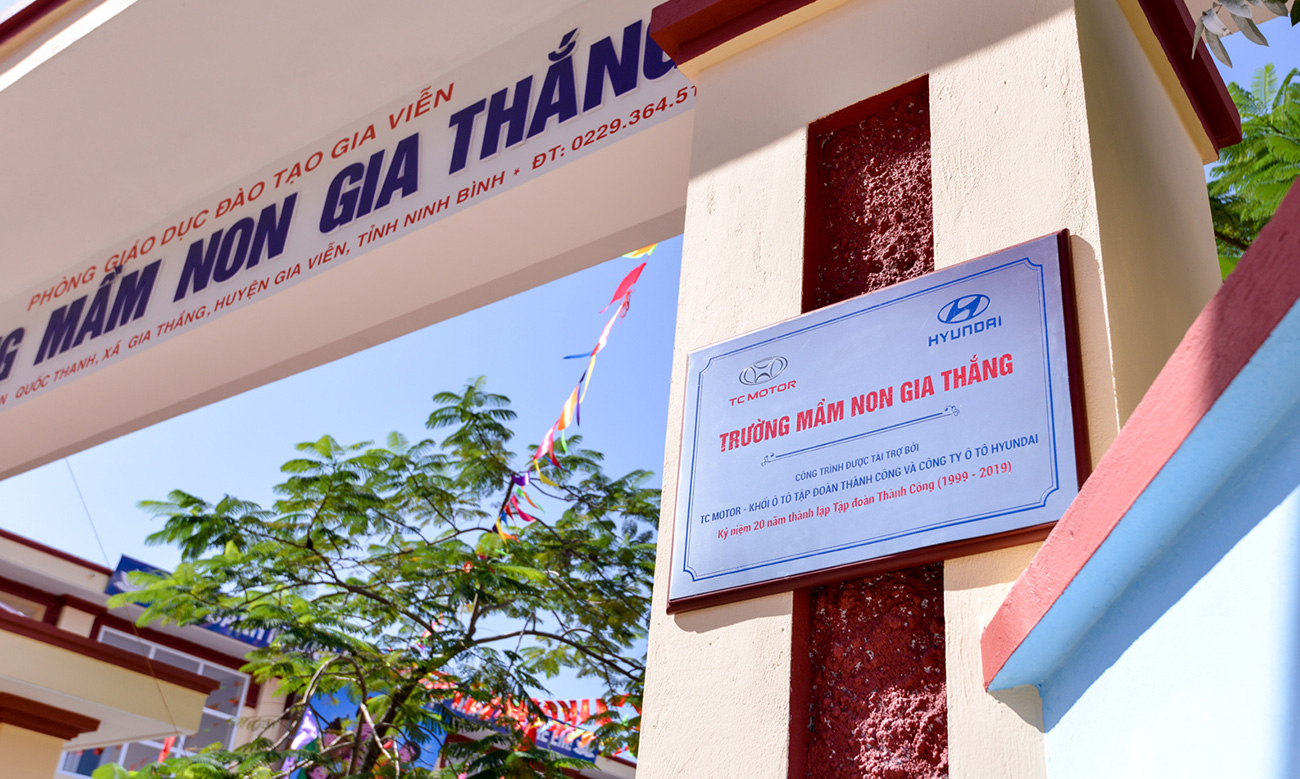 PHÒNG GIÁO DỤC ĐÀO TẠO GIA VIỄN
MẦM NON GIA THẮNG
QUỐC THANH, XÃ GIA THẮNG, HUYỆN GIA VIỄN, TỈNH NINH BÌNH * ĐT: 0229.364.51
TC MOTOR
HYUNDAI
TRƯỜNG MẦM NON GIA THẮNG
CÔNG TRÌNH ĐƯỢC TÀI TRỢ BỞI
TC MOTOR - KHỐI Ô TÔ TẬP ĐOÀN THÀNH CÔNG VÀ CÔNG TY Ô TÔ HYUNDAI
Kỷ niệm 20 năm thành lập Tập đoàn Thành Công (1999 - 2019)